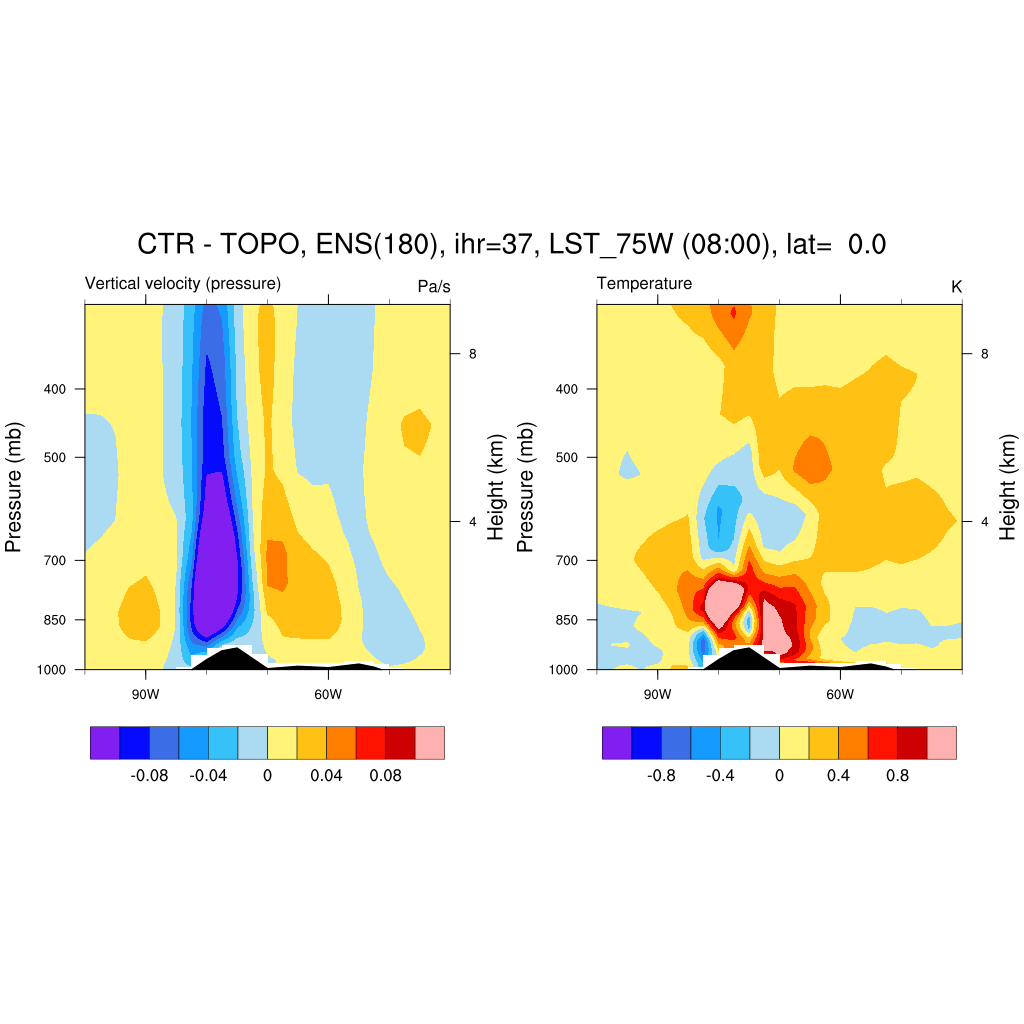 CTR - TOPO, ENS(180), ihr=37, LST_75W (08:00), lat=  0.0
Vertical velocity (pressure)
Pa/s
Pressure (mb)
400
500
700
850
1000
8
4
Height (km)
90W
60W
-0.08
-0.04
0
0.04
0.08
Temperature
K
Pressure (mb)
400
500
700
850
1000
8
4
Height (km)
90W
60W
-0.8
-0.4
0
0.4
0.8